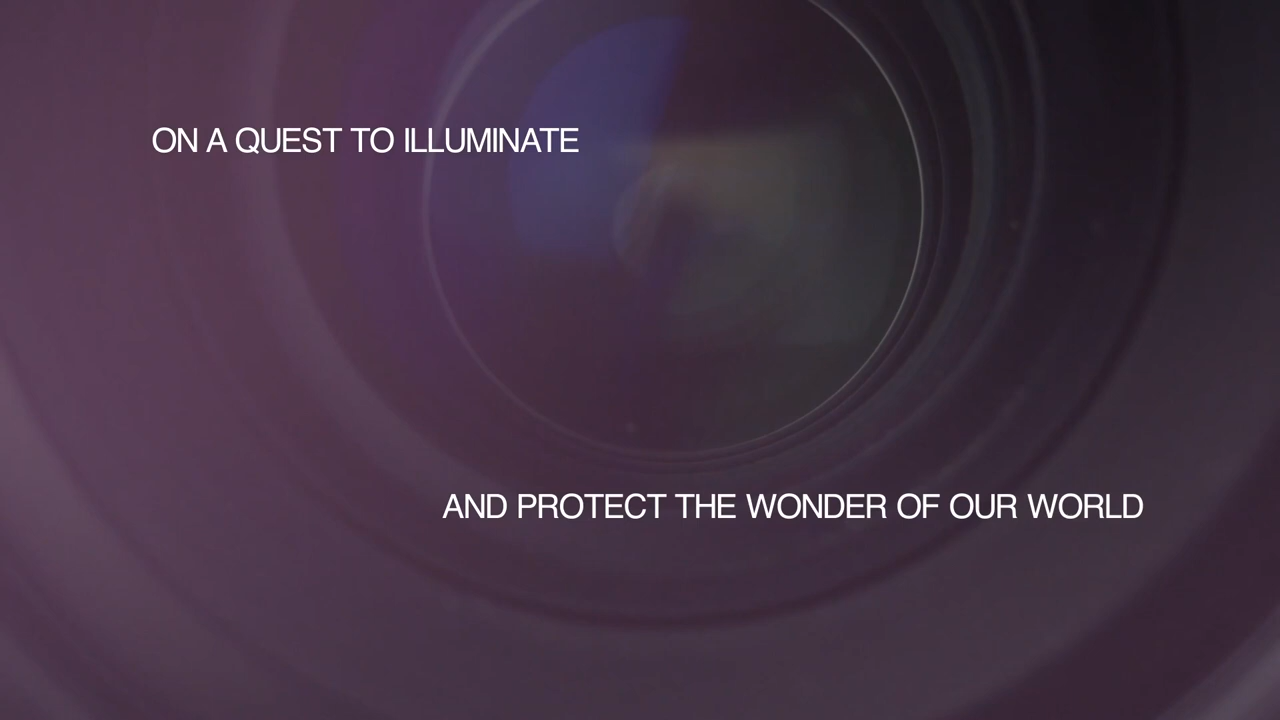 ON A QUEST TO ILLUMINATE
AND PROTECT THE WONDER OF OUR WORLD